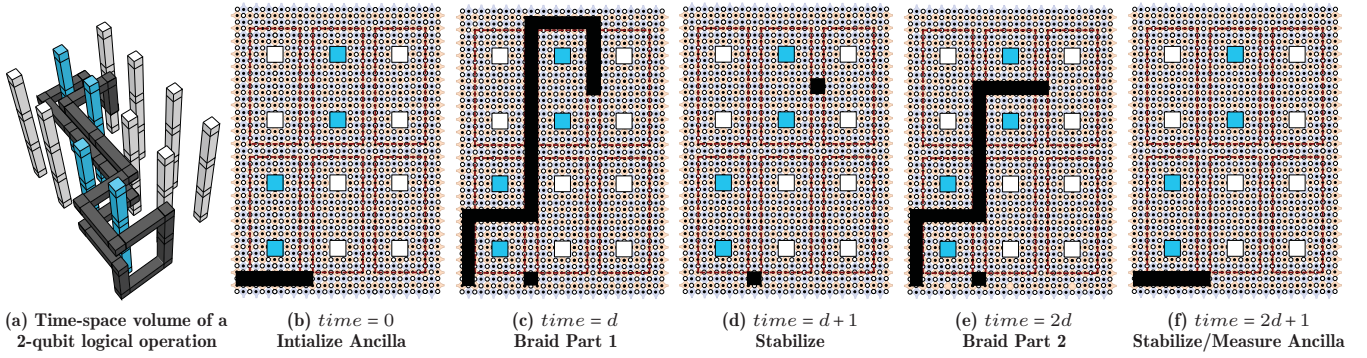 (a) Time-space volume of a
2-qubit logical operation
(b) time = 0
Intialize Ancilla
(c) time = d
Braid Part 1
(d) time = d + 1
Stabilize
(e) time = 2d
Braid Part 2
(f) time = 2d + 1
Stabilize/Measure Ancilla